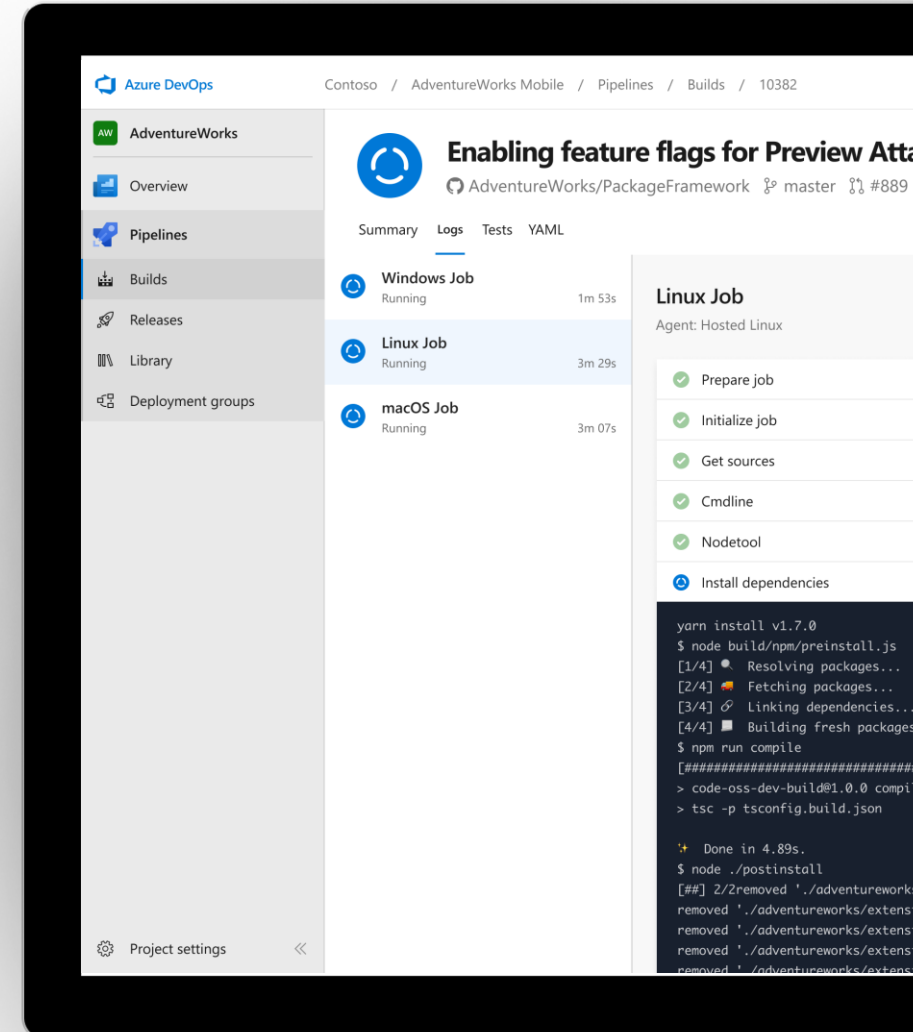 Azure DevOps
Contoso / AdventureWorks Mobile / Pipelines / Builds / 10382
AW AdventureWorks
Overview
Pipelines
Builds
Releases
Library
Deployment groups
Project settings
Enabling feature flags for Preview
AdventureWorks/PackageFramework master #889
Summary Logs Tests YAML
Windows Job
Running 1m 53s
Linux Job
Running 3m 29s
macOS Job
Running 3m 07s
Linux Job
Agent: Hosted Linux
Prepare job
Initialize job
Get sources
Cmdline
Nodetool
Install dependencies
yarn install v1.7.0
$ node build/npm/preinstall.js
[1/4] Resolving packages...
[2/4] Fetching packages...
[3/4] Linking dependencies...
[4/4] Building fresh packages
$ npm run compile
[################################
> code-oss-dev-build@1.0.0
> tsc -p tsconfig.build.json
Done in 4.89s.
$ node ./postinstall
[##] 2/2removed './adventureworks
removed './adventureworks/
removed './adventureworks/
removed './adventureworks/
removed './adventureworks/